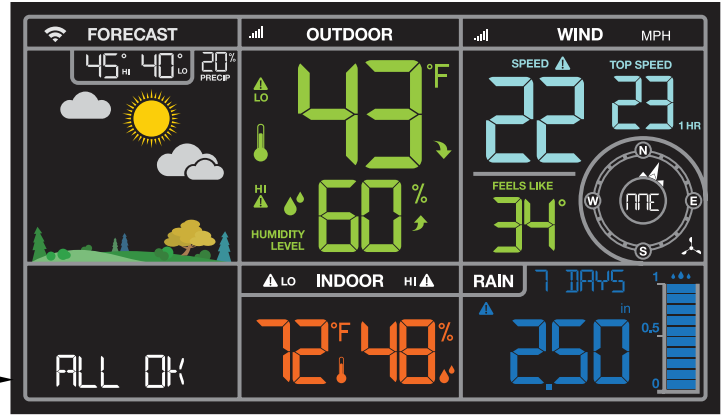 FORECAST
45° HI 40° LO 20% PRECIP
OUTDOOR
LO
43°F
HI
HUMIDITY LEVEL
60%
WIND MPH
SPEED
22
TOP SPEED
23
1 HR
FEELS LIKE
34°
N
W NNE E
S
ALL OK
LO INDOOR HI
72°F 48%
RAIN 7 DAYS
in
2.50
1
0.5
0